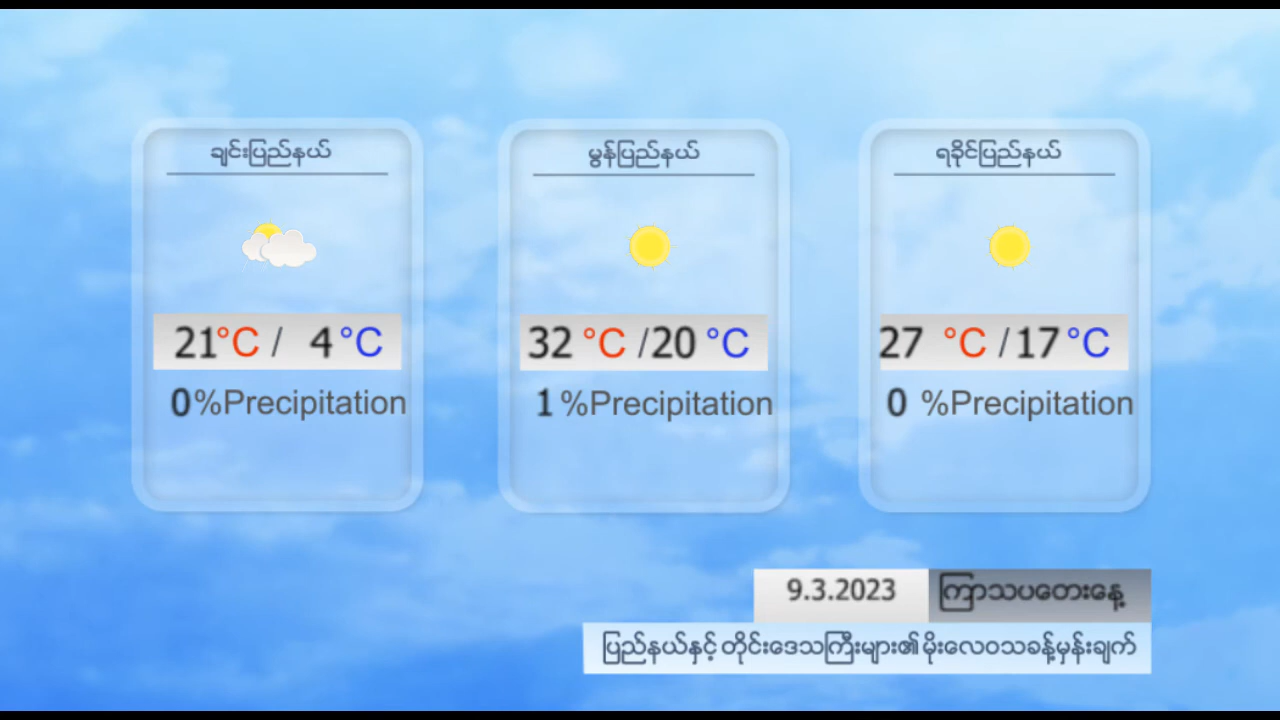 ချင်းပြည်နယ်
21°C / 4 °C
0%Precipitation
မွန်ပြည်နယ်
32 °C /20 °C
1 %Precipitation
ရခိုင်ပြည်နယ်
27 °C /17 °C
0 %Precipitation
9.3.2023 ကြာသပတေးနေ့
ပြည်နယ်နှင့် တိုင်းဒေသကြီးများ၏ မိုးလေဝသခန့်မှန်းချက်